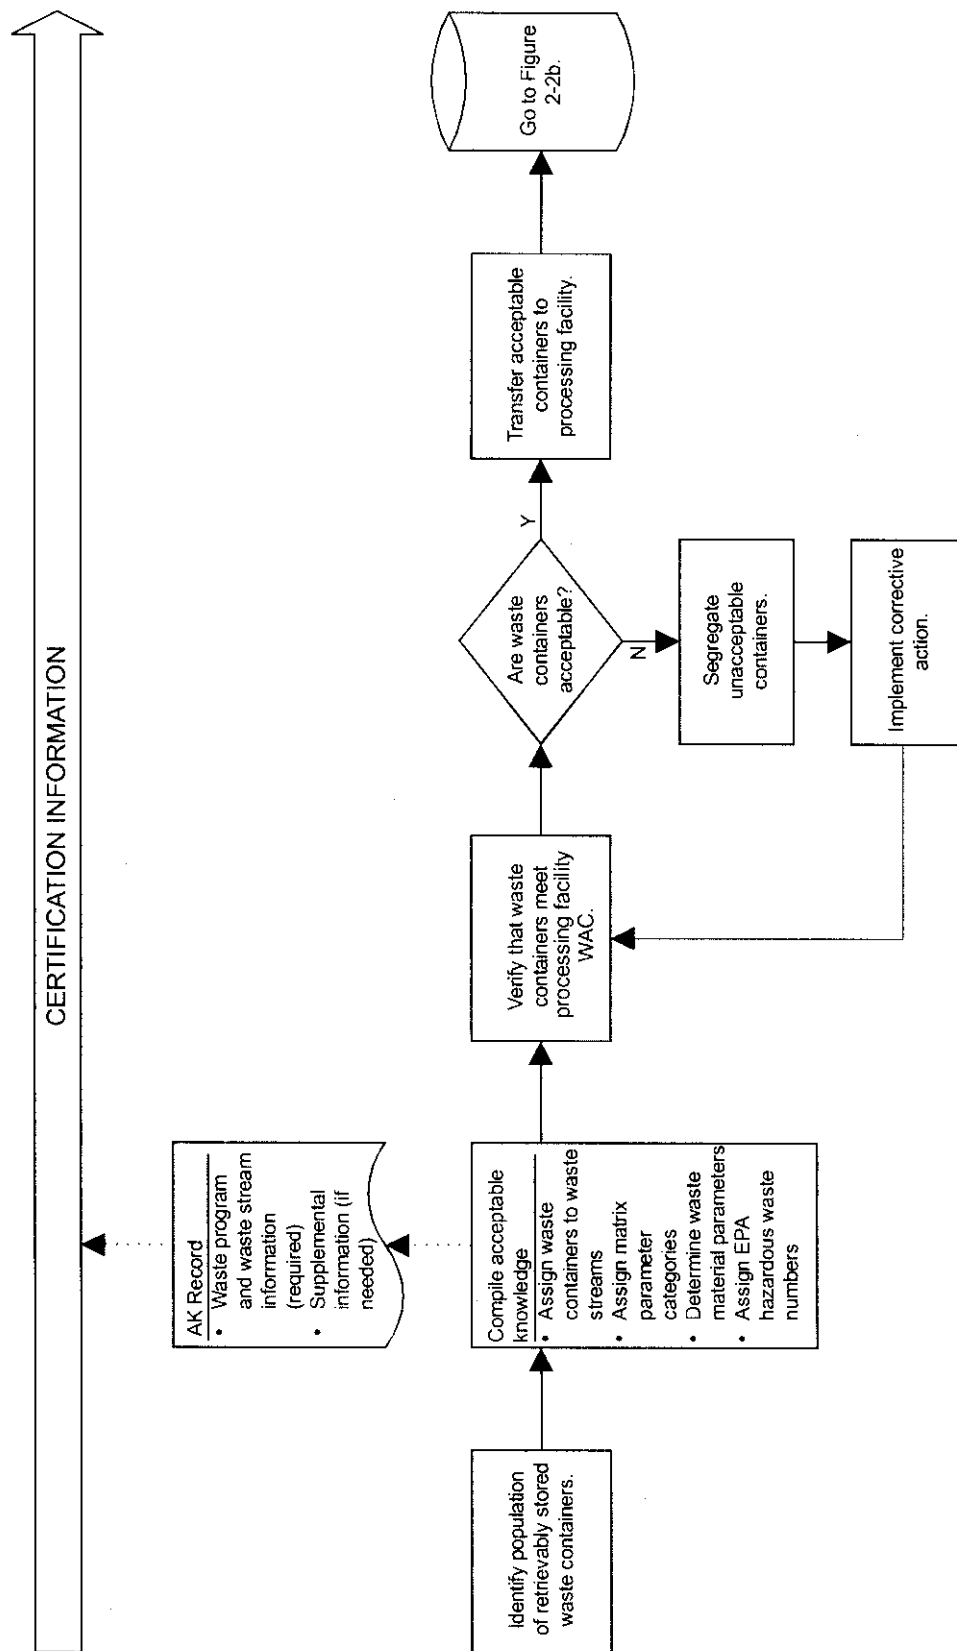 CERTIFICATION INFORMATION
AK Record
• Waste program
and waste stream
information
(required)
• Supplemental
information (if
needed)
Identify population
of retrievably stored
waste containers.
Compile acceptable
knowledge
• Assign waste
containers to waste
streams
• Assign matrix
parameter
categories
• Determine waste
material parameters
• Assign EPA
hazardous waste
numbers
Verify that waste
containers meet
processing facility
WAC.
Are waste
containers
acceptable?
Y
N
Segregate
unacceptable
containers.
Implement corrective
action.
Transfer acceptable
containers to
processing facility.
Go to Figure
2-2b.